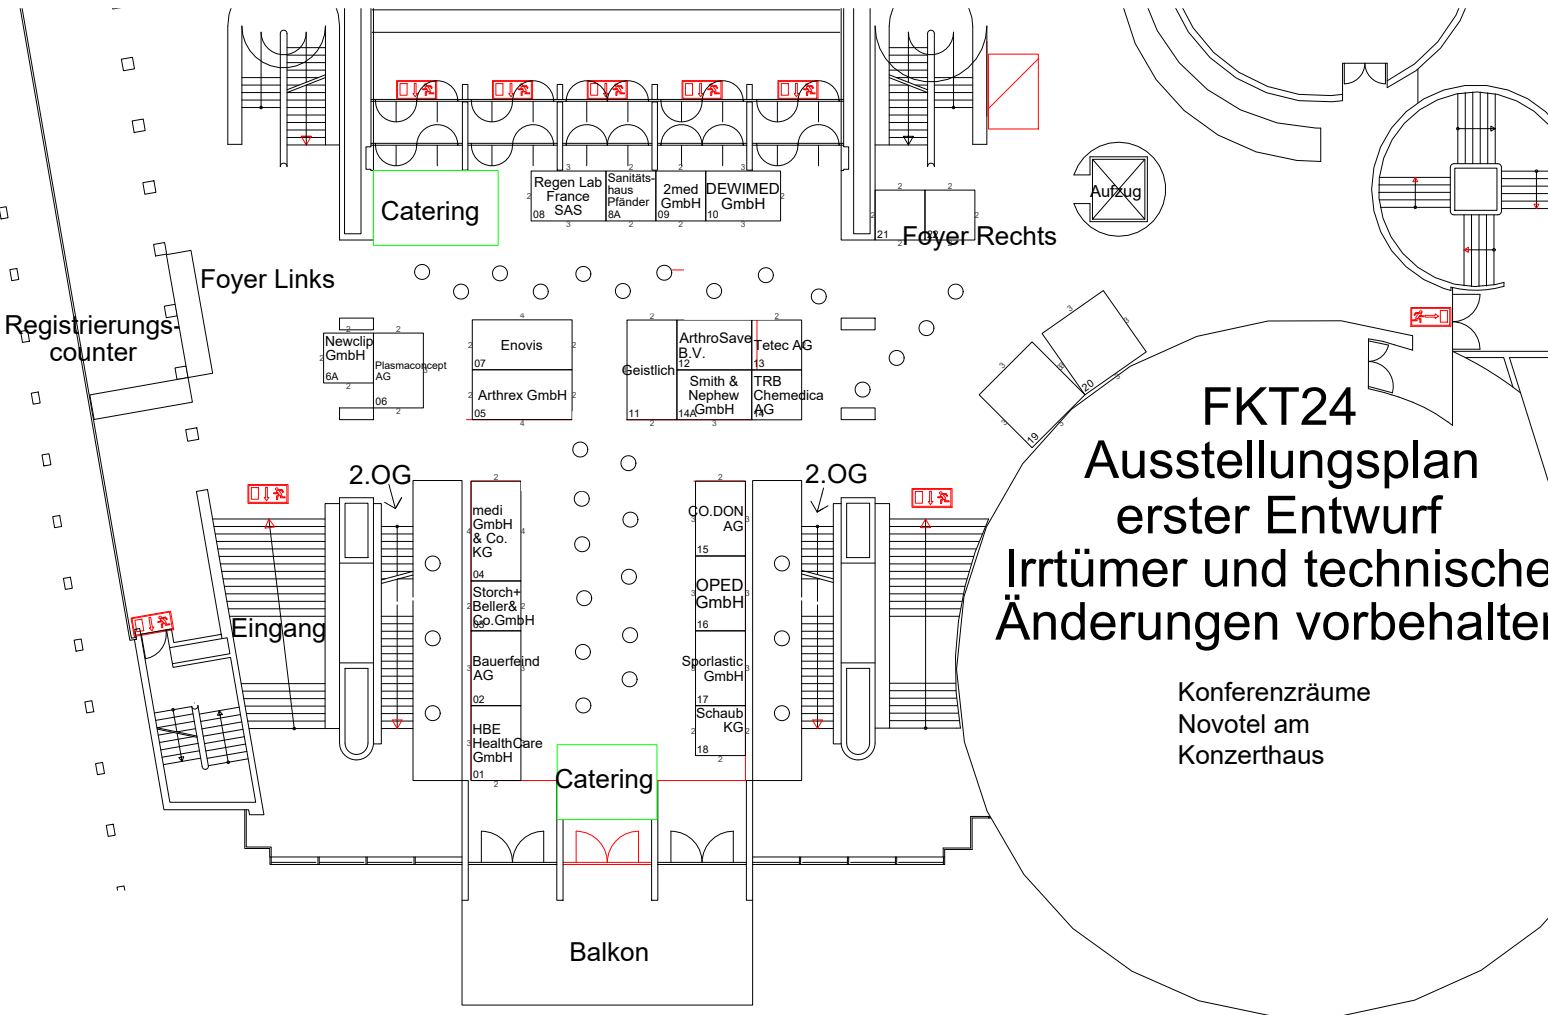 Catering
Regen Lab
France
SAS
08
Sanitäts-
haus
Pfänder
8A
2med
GmbH
09
DEWIMED
GmbH
10
21
22
Foyer Rechts
Aufzug
Foyer Links
Registrierungs-
counter
Newclip
GmbH
6A
Plasmaconcept
AG
06
Enovis
07
Arthrex GmbH
05
Geistlich
11
ArthroSave
B.V.
12
Tetec AG
13
Smith &
Nephew
GmbH
14A
TRB
Chemedica
AG
14
19
20
FKT24
Ausstellungsplan
erster Entwurf
Irrtümer und technische
Änderungen vorbehalten
Konferenzräume
Novotel am
Konzerthaus
2.OG
2.OG
Eingang
medi
GmbH
& Co.
KG
04
Storch+
Beller&
Co.GmbH
03
Bauerfeind
AG
02
HBE
HealthCare
GmbH
01
CO.DON
AG
15
OPED
GmbH
16
Sporlastic
GmbH
17
Schaub
KG
18
Catering
Balkon